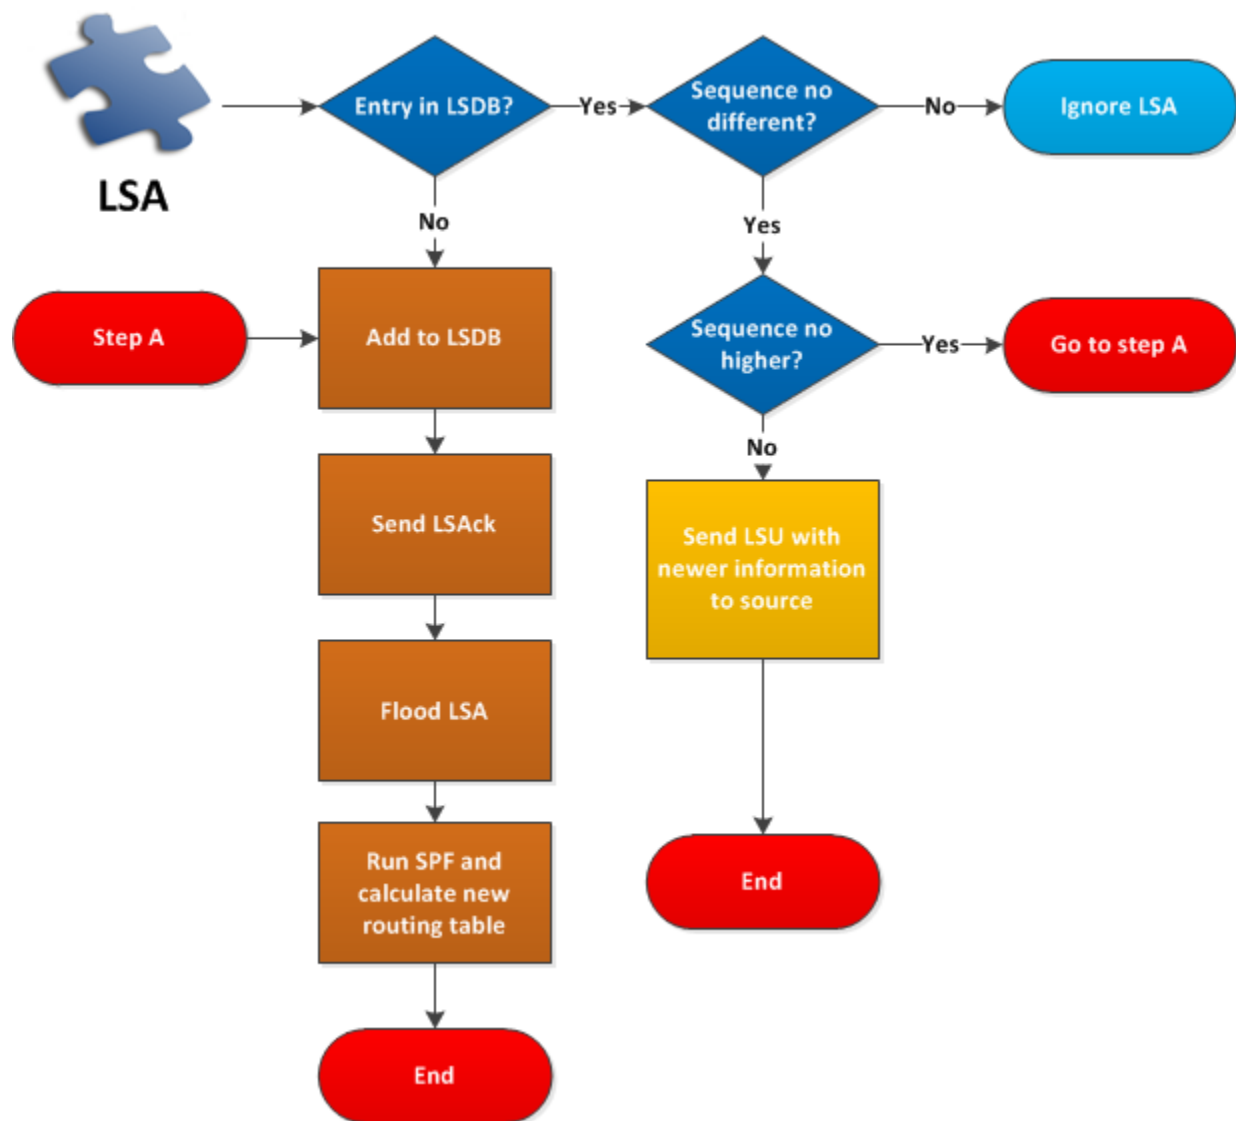 LSA
Entry in LSDB?
Yes
Sequence no
different?
No
Ignore LSA
No
Yes
Step A
Add to LSDB
Sequence no
higher?
Yes
Go to step A
No
Send LSAck
Send LSU with
newer information
to source
Flood LSA
Run SPF and
calculate new
routing table
End
End